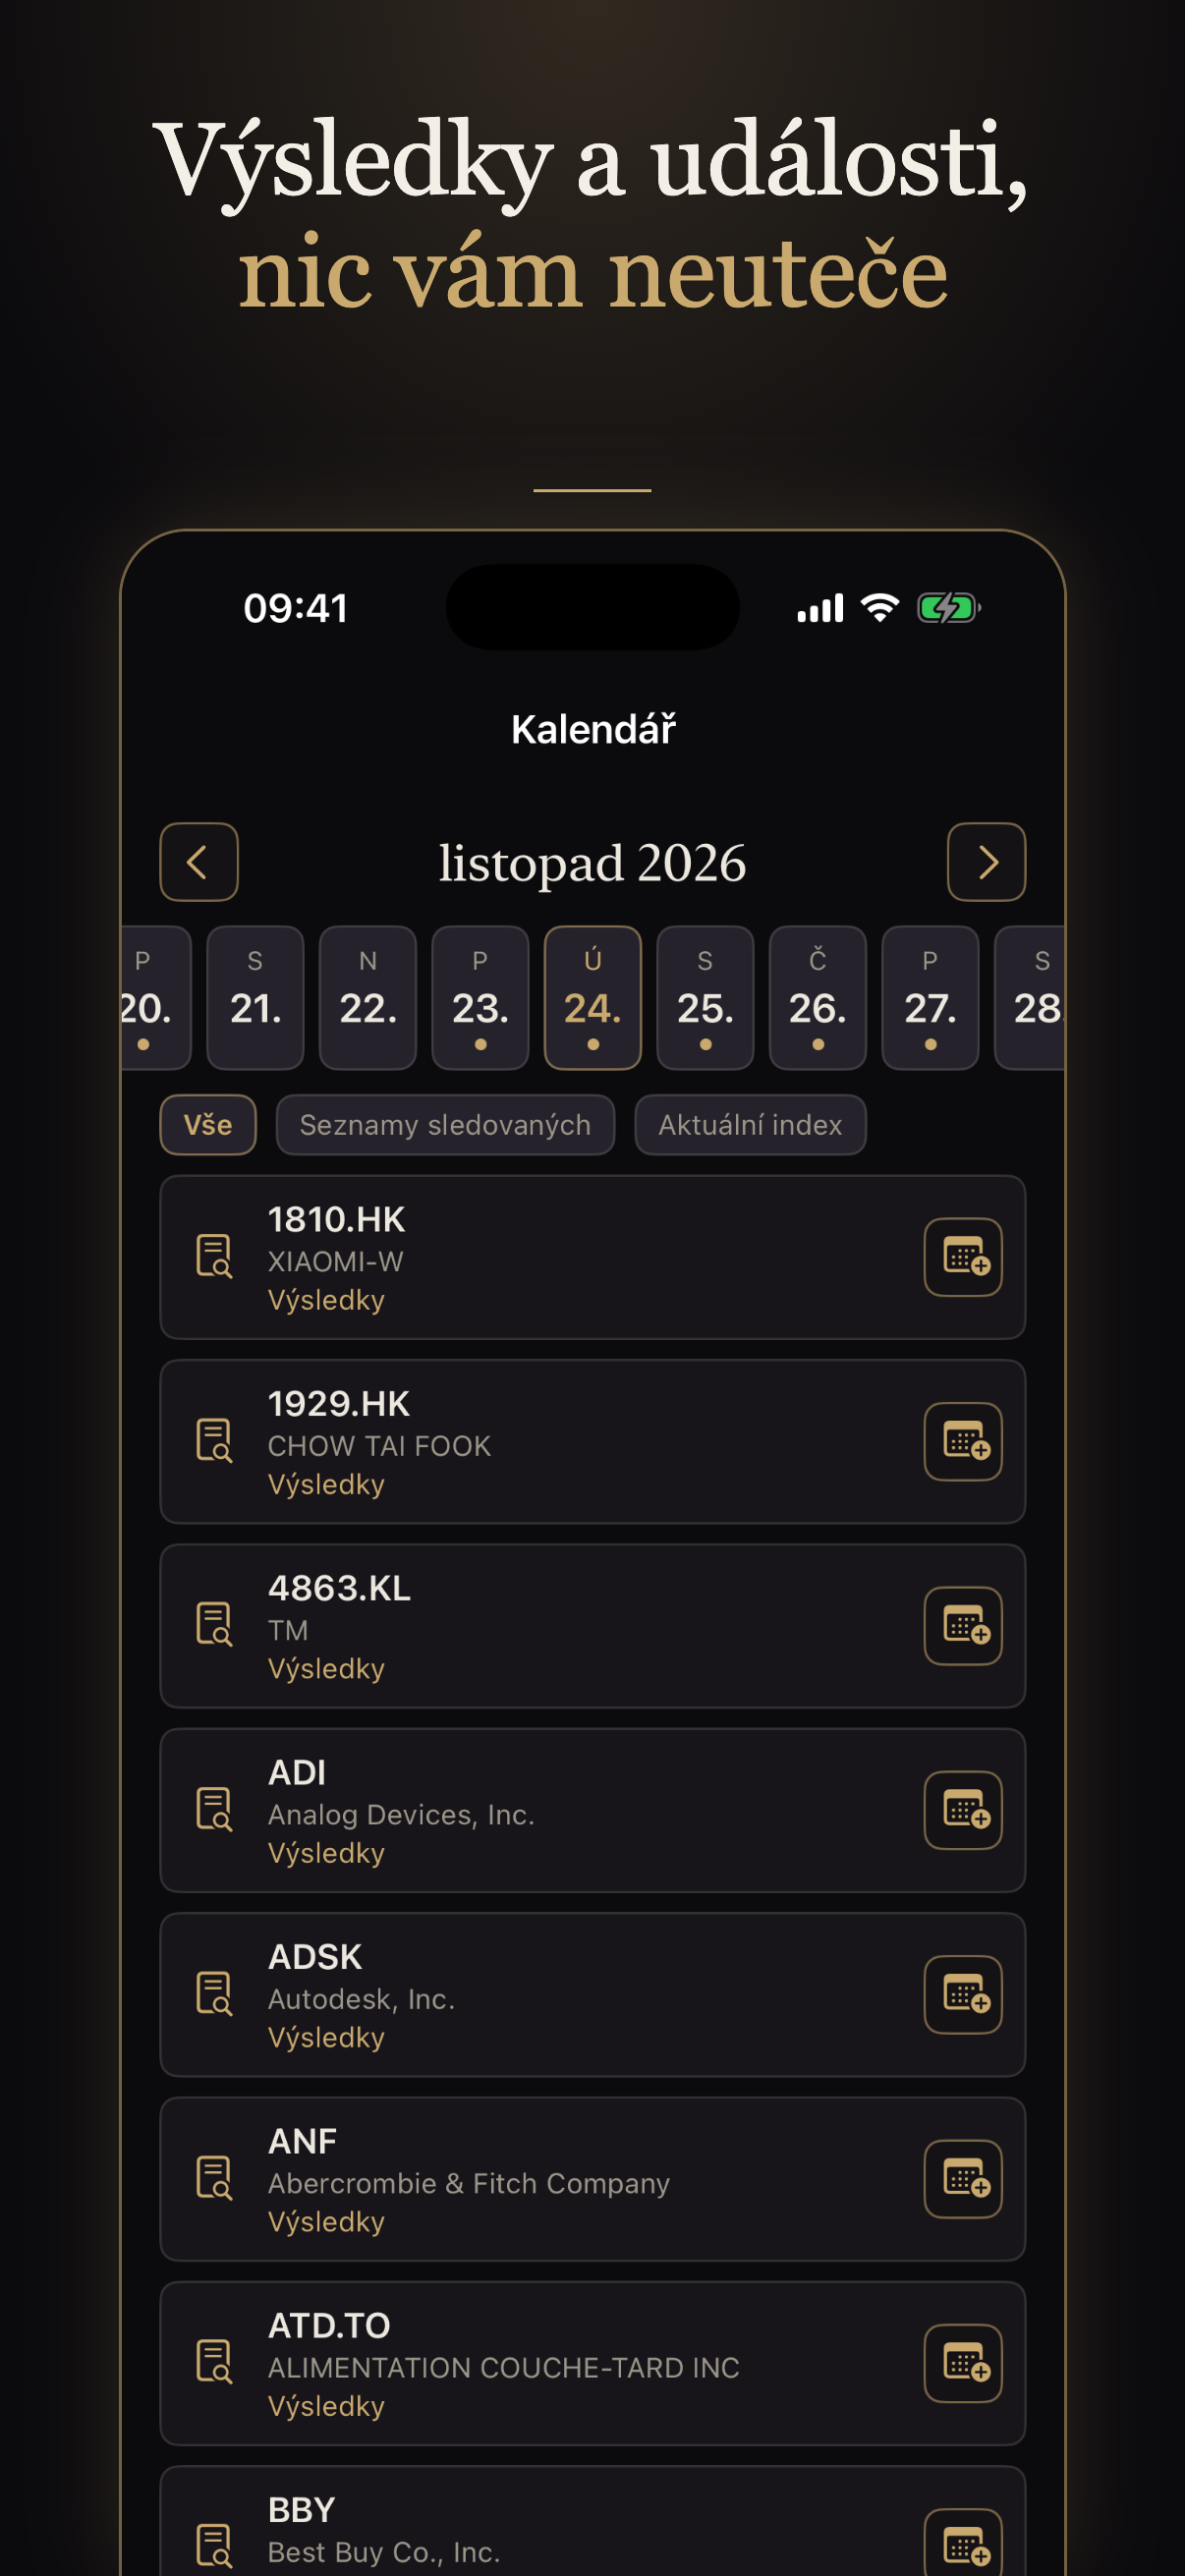 Výsledky a události,
nic vám neuteče
09:41
Kalendář
listopad 2026
P S N P Ú S Č P S
20. 21. 22. 23. 24. 25. 26. 27. 28.
Vše Seznamy sledovaných Aktuální index
1810.HK
XIAOMI-W
Výsledky
1929.HK
CHOW TAI FOOK
Výsledky
4863.KL
TM
Výsledky
ADI
Analog Devices, Inc.
Výsledky
ADSK
Autodesk, Inc.
Výsledky
ANF
Abercrombie & Fitch Company
Výsledky
ATD.TO
ALIMENTATION COUCHE-TARD INC
Výsledky
BBY
Best Buy Co., Inc.